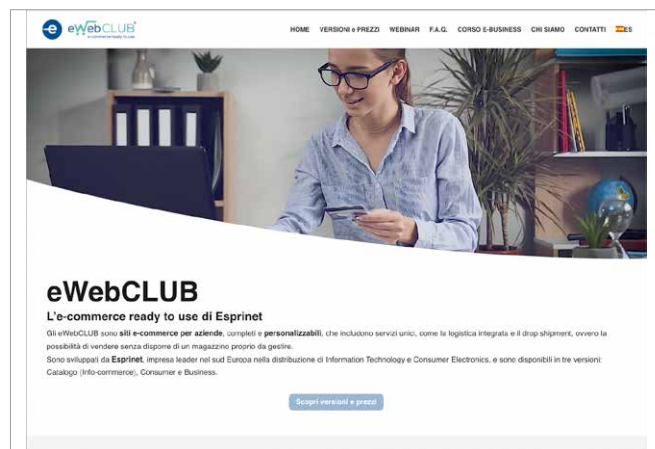 eWebCLUB®
e-commerce ready to use
HOME VERSIONI e PREZZI WEBINAR F.A.Q. CORSO E-BUSINESS CHI SIAMO CONTATTI ES
eWebCLUB
L'e-commerce ready to use di Esprinet
Gli eWebCLUB sono siti e-commerce per aziende, completi e personalizzabili, che includono servizi unici, come la logistica integrata e il drop shipment, ovvero la
possibilità di vendere senza disporre di un magazzino proprio da gestire.
Sono sviluppati da Esprinet, impresa leader nel sud Europa nella distribuzione di Information Technology e Consumer Electronics, e sono disponibili in tre versioni:
Catalogo (Info-commerce), Consumer e Business.
Scopri versioni e prezzi